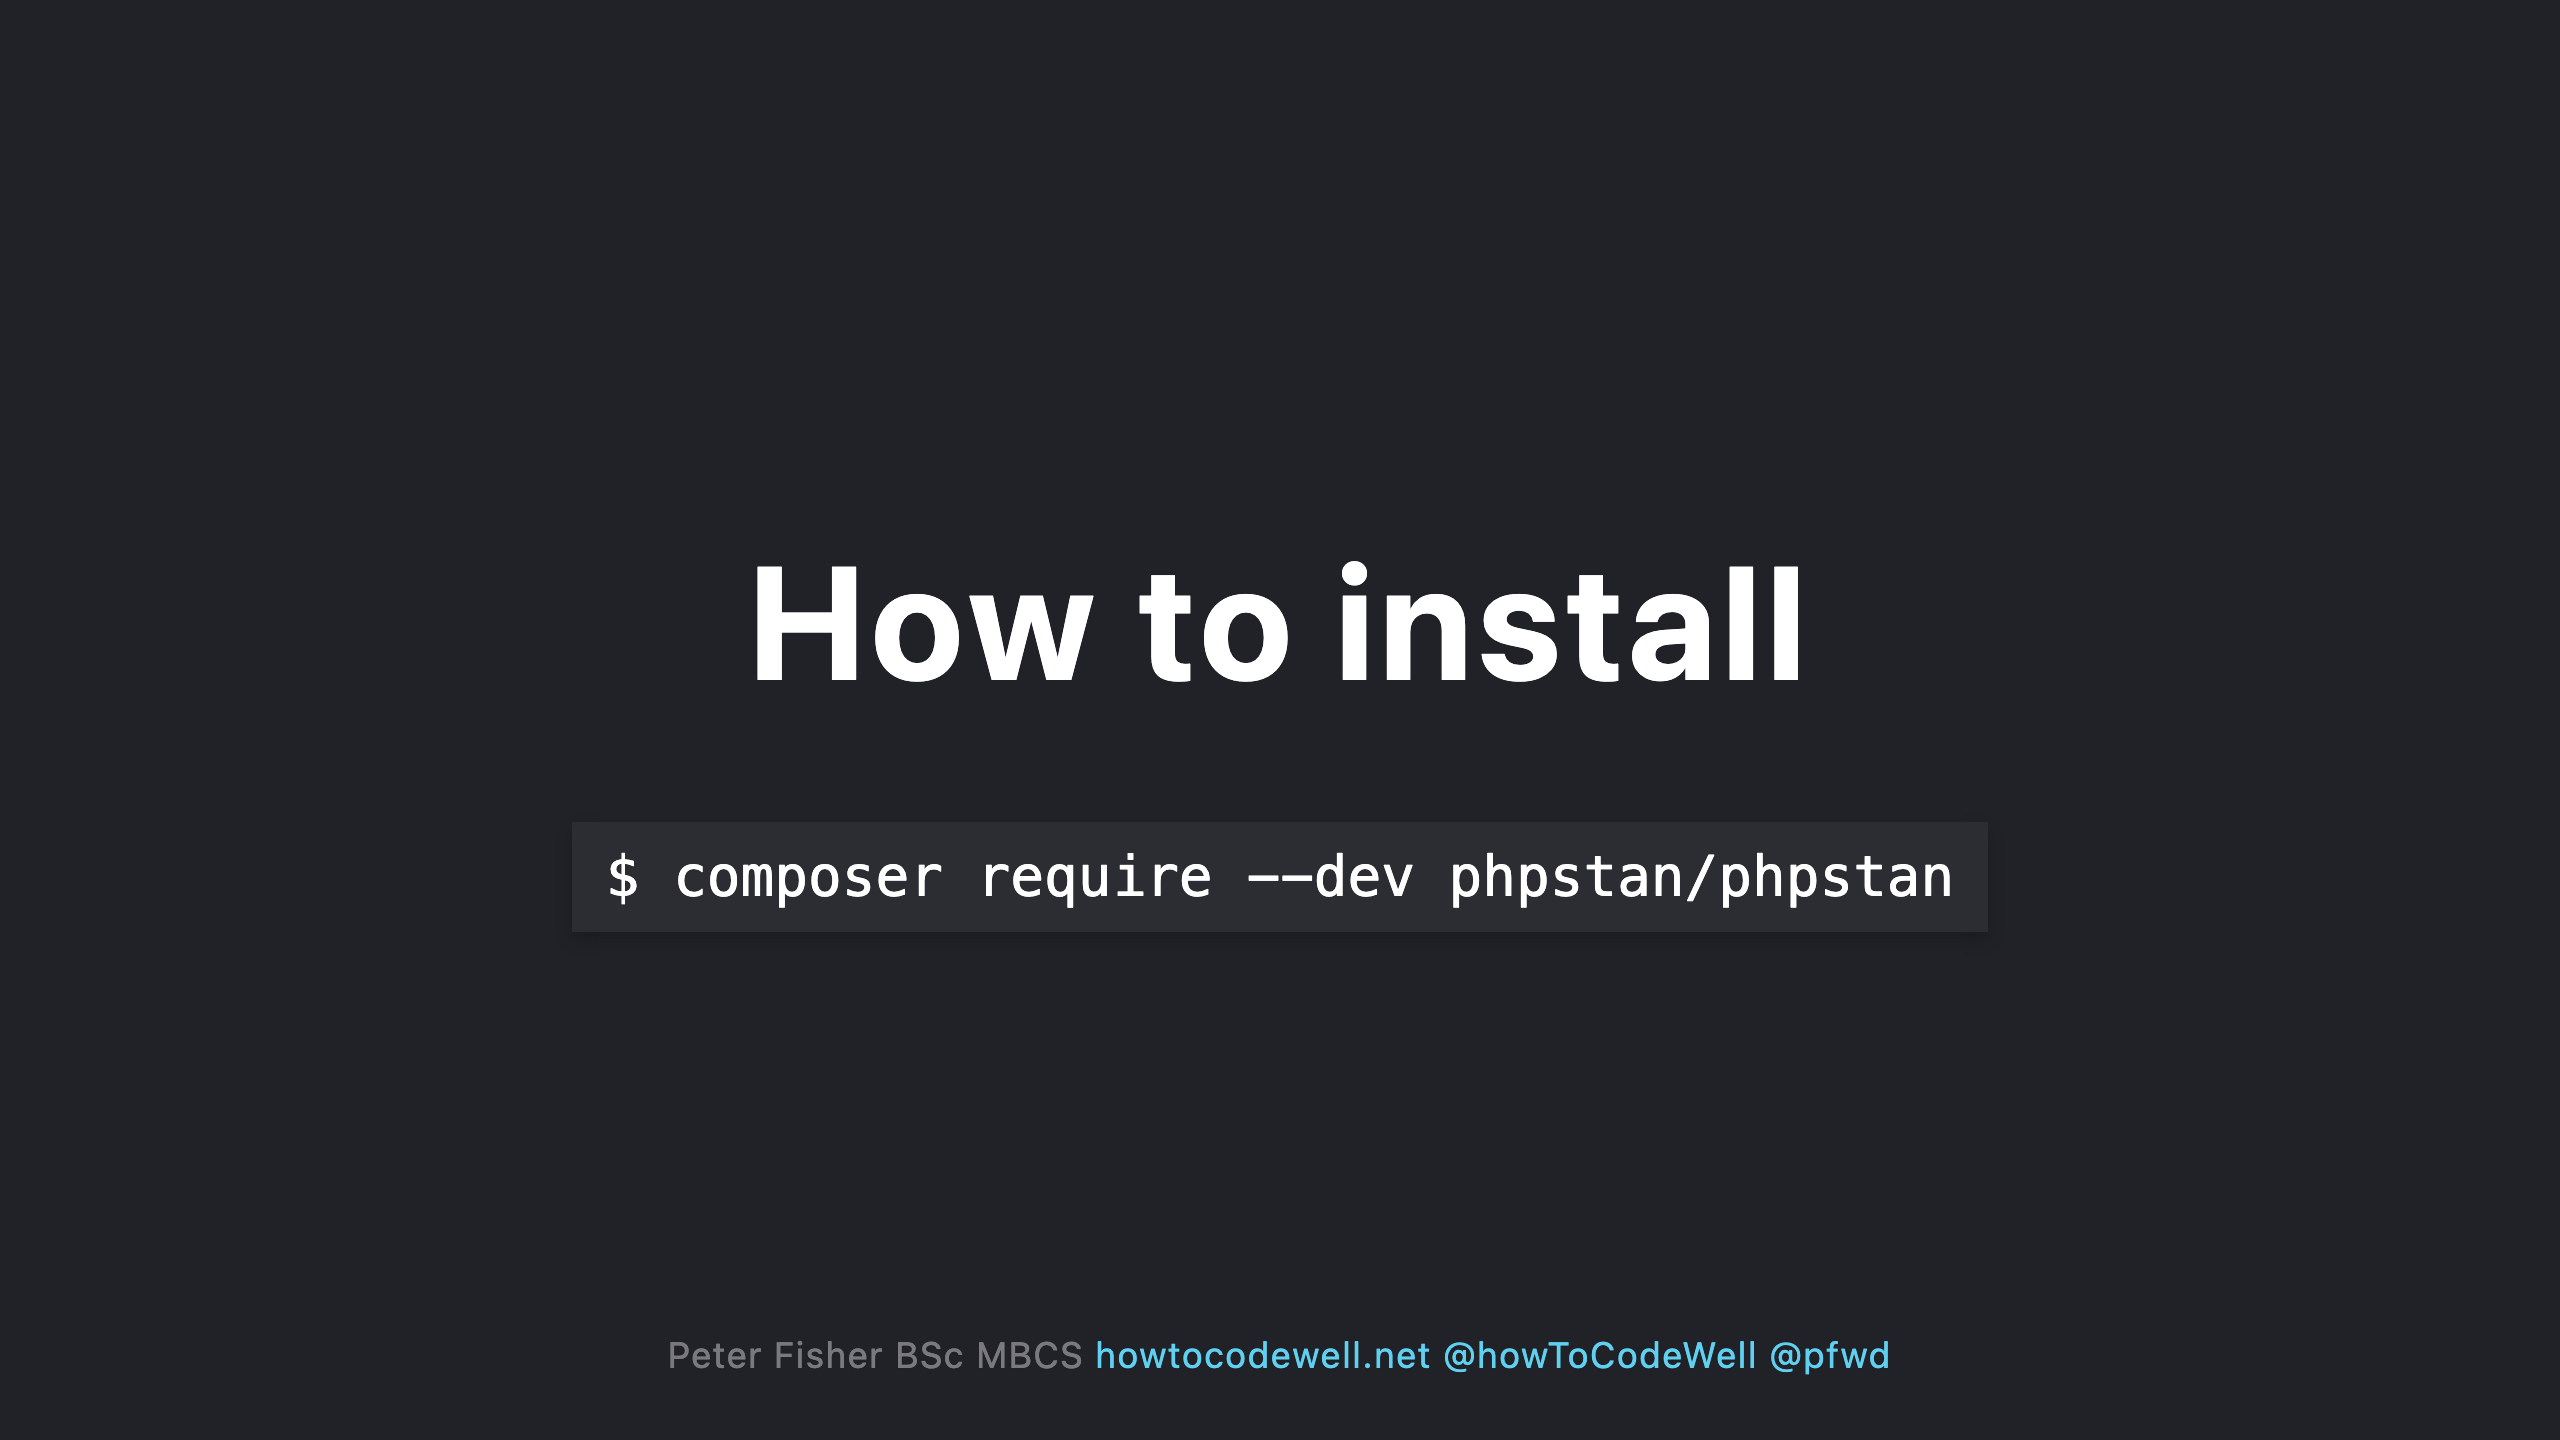 How to install
$ composer require --dev phpstan/phpstan
Peter Fisher BSc MBCS howtocodewell.net @howToCodeWell @pfwd